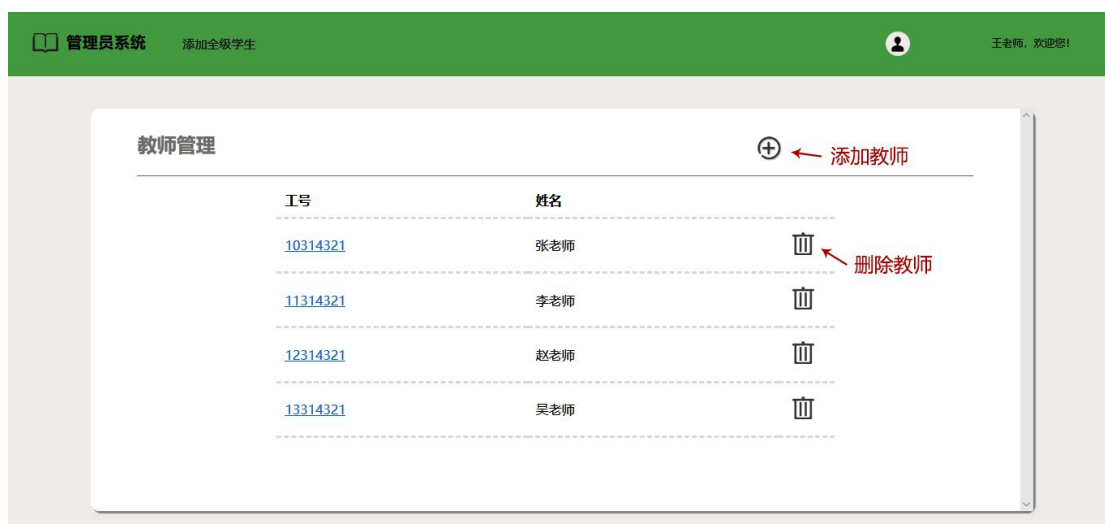 管理员系统 添加全级学生 王老师，欢迎您!
教师管理 添加教师
工号 姓名
10314321 张老师
删除教师
11314321 李老师
12314321 赵老师
13314321 吴老师